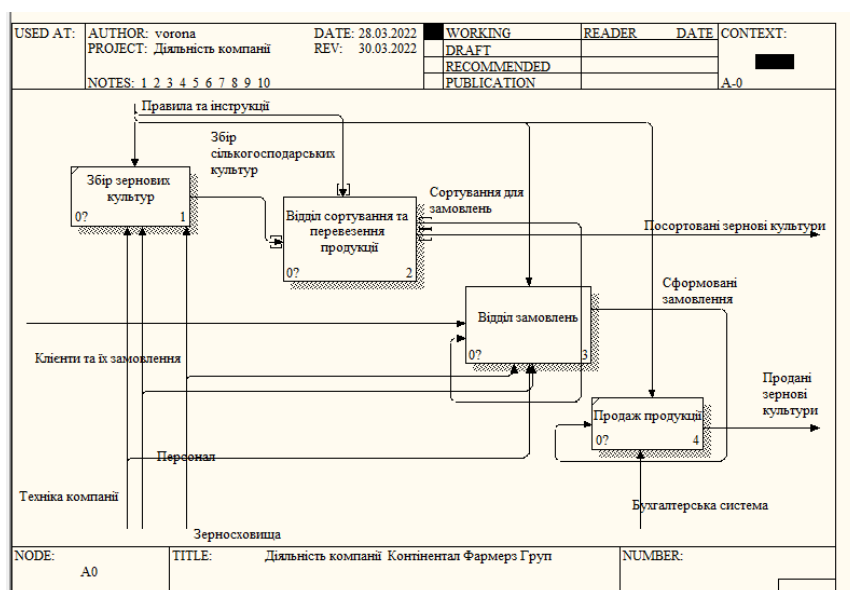 USED AT:
AUTHOR: vorona
DATE: 28.03.2022
WORKING
READER
DATE
CONTEXT:
PROJECT: Діяльність компанії
REV: 30.03.2022
DRAFT
RECOMMENDED
NOTES: 1 2 3 4 5 6 7 8 9 10
PUBLICATION
A-0
Правила та інструкції
Збір
сількогосподарських
культур
Збір зернових
культур
0?
1
Відділ сортування та
перевезення
продукції
0?
2
Сортування для
замовлень
Посортовані зернові культури
Сформовані
замовлення
Відділ замовлень
0?
3
Клієнти та їх замовлення
Продані
зернові
культури
Продаж продукції
0?
4
Персонал
Техніка компанії
Бухгалтерська система
Зерносховища
NODE:
TITLE:
Діяльність компанії Контінентал Фармерз Груп
NUMBER:
A0